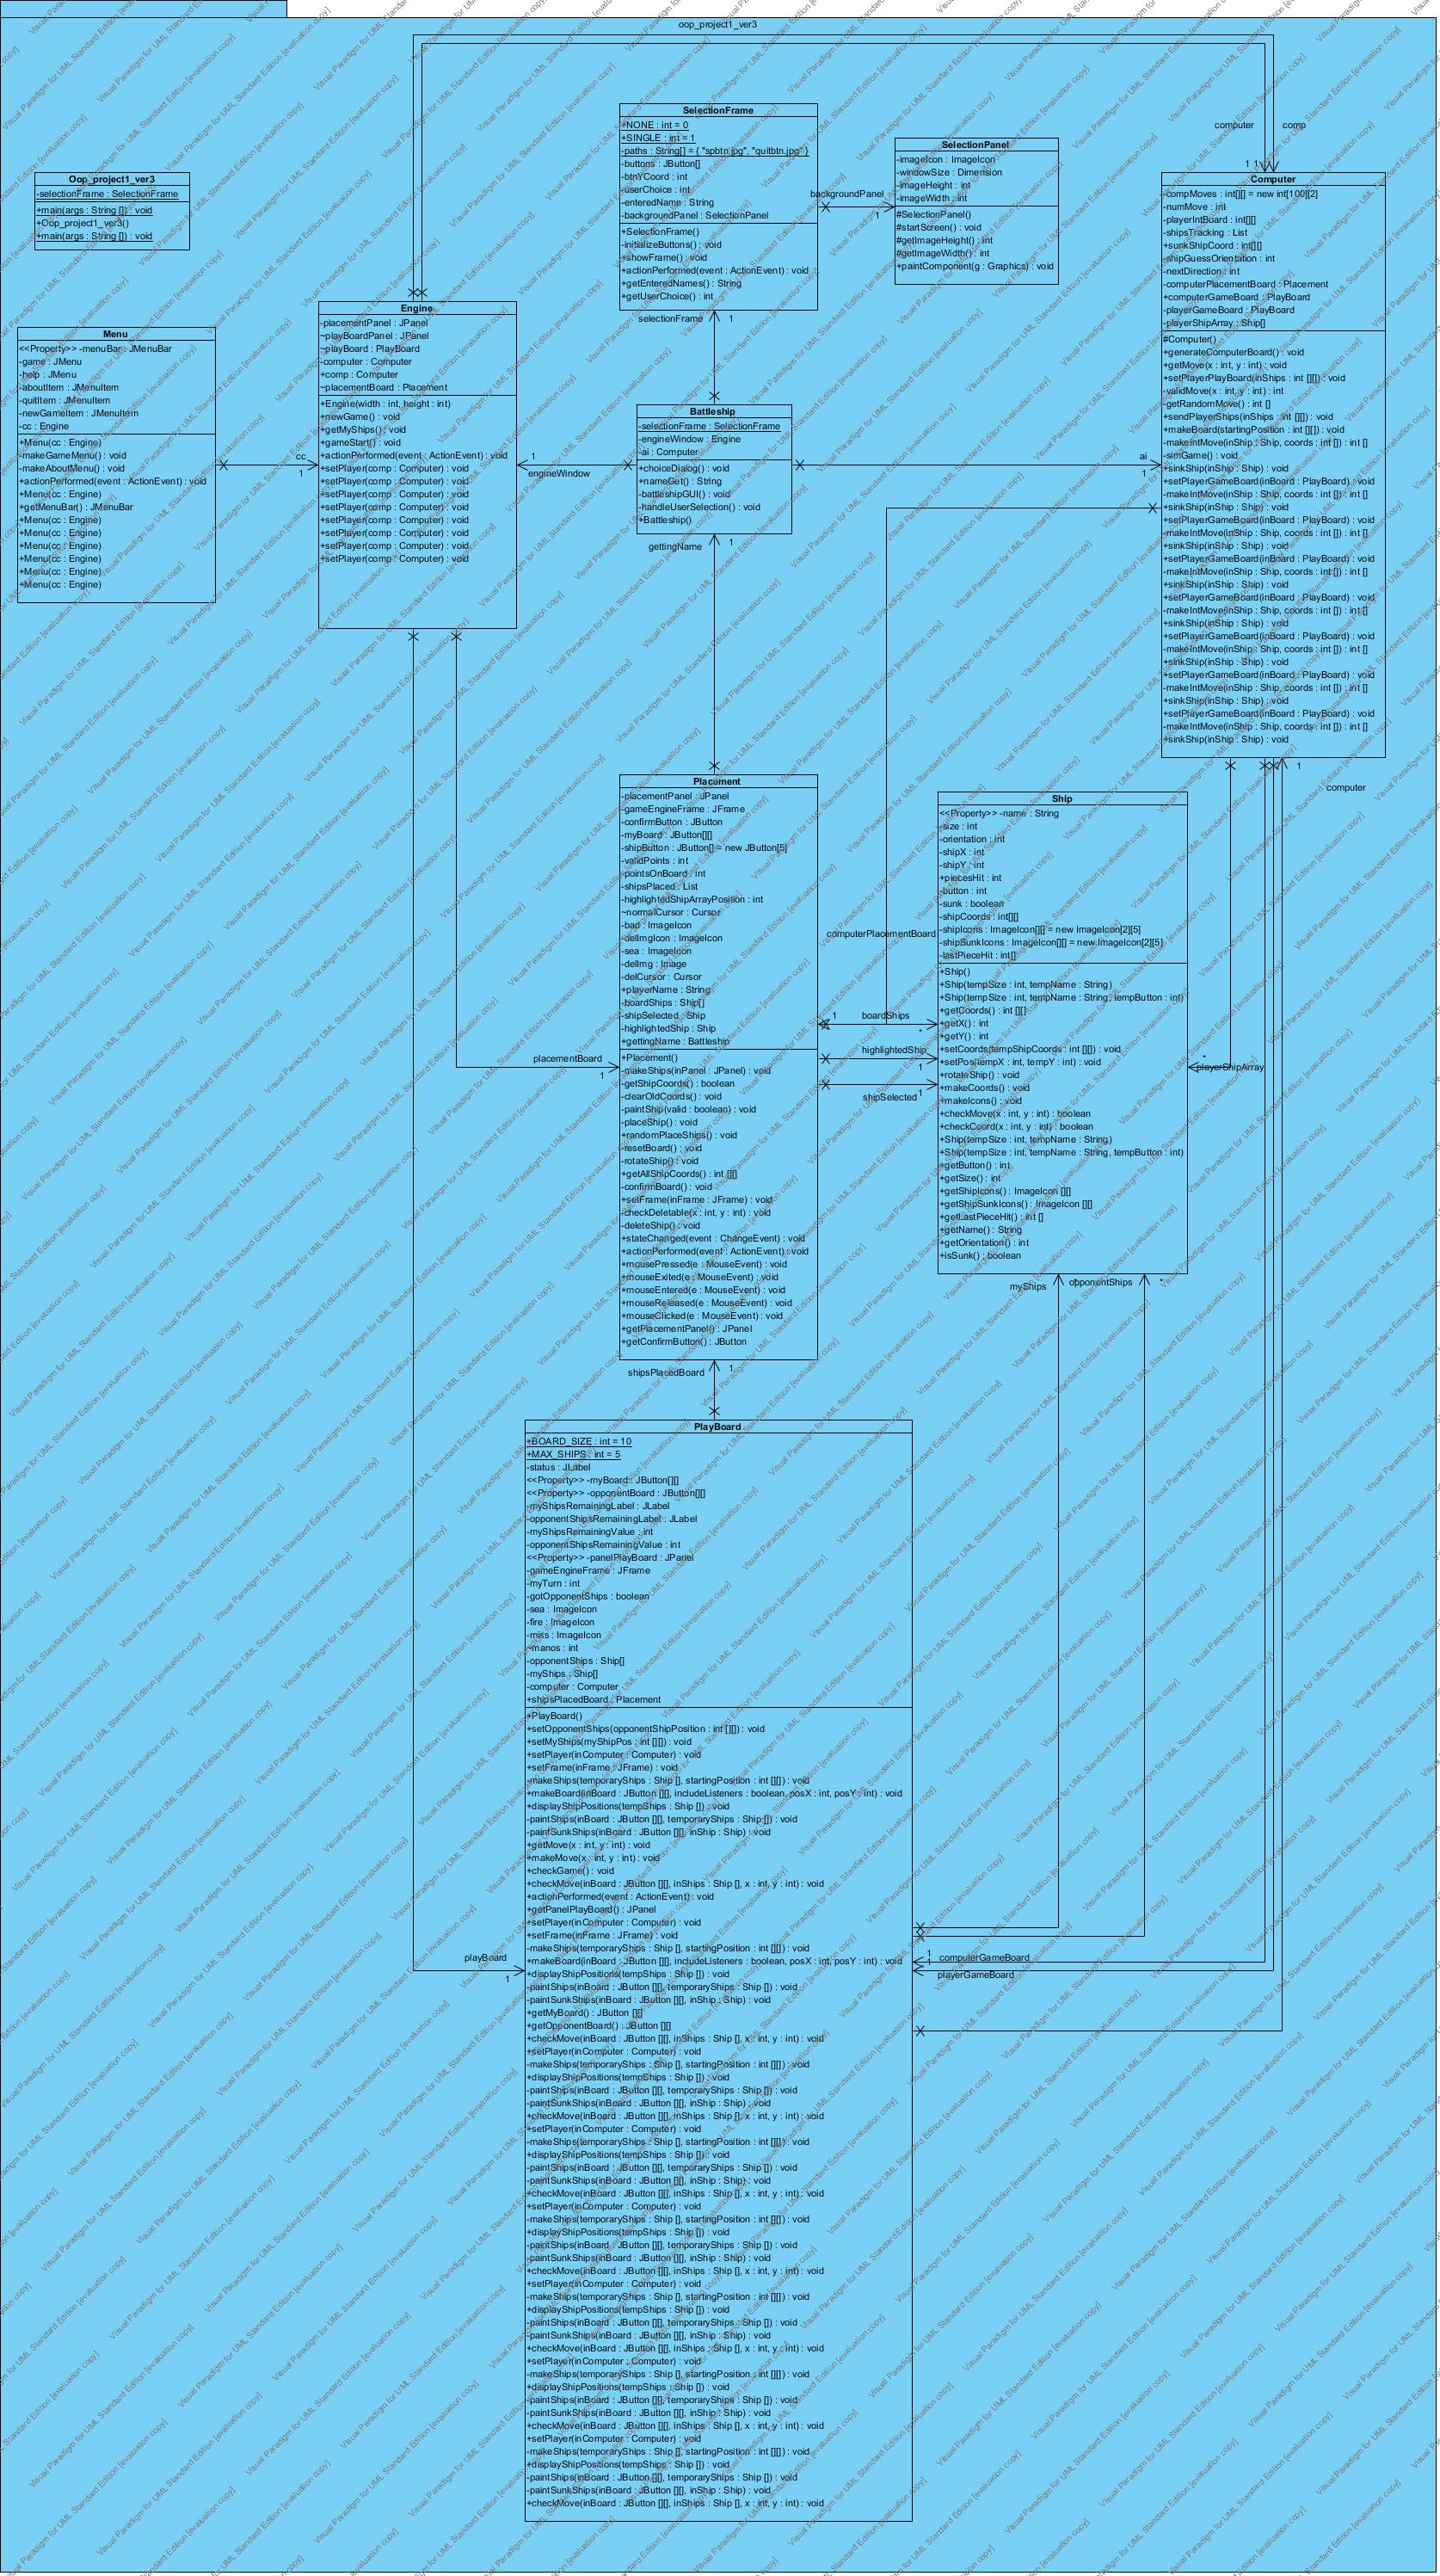 oop_project1_ver3
Oop_project1_ver3
-selectionFrame : SelectionFrame
+main(args : String []) : void
+Oop_project1_ver3()
+main(args : String []) : void
Menu
<<Property>> -menuBar : JMenuBar
-game : JMenu
-help : JMenu
-aboutItem : JMenuItem
-quitItem : JMenuItem
-newGameItem : JMenuItem
-cc : Engine
+Menu(cc : Engine)
-makeGameMenu() : void
-makeAboutMenu() : void
+actionPerformed(event : ActionEvent) : void
+Menu(cc : Engine)
+getMenuBar() : JMenuBar
+Menu(cc : Engine)
+Menu(cc : Engine)
+Menu(cc : Engine)
+Menu(cc : Engine)
+Menu(cc : Engine)
+Menu(cc : Engine)
cc
1
Engine
-placementPanel : JPanel
~playBoardPanel : JPanel
~playBoard : PlayBoard
-computer : Computer
+comp : Computer
~placementBoard : Placement
+Engine(width : int, height : int)
+newGame() : void
+getMyShips() : void
+gameStart() : void
+actionPerformed(event : ActionEvent) : void
+setPlayer(comp : Computer) : void
+setPlayer(comp : Computer) : void
+setPlayer(comp : Computer) : void
+setPlayer(comp : Computer) : void
+setPlayer(comp : Computer) : void
+setPlayer(comp : Computer) : void
+setPlayer(comp : Computer) : void
+setPlayer(comp : Computer) : void
SelectionFrame
+NONE : int = 0
+SINGLE : int = 1
-paths : String[] = { "spbtn.jpg", "quitbtn.jpg" }
-buttons : JButton[]
-btnYCoord : int
-userChoice : int
-enteredName : String
-backgroundPanel : SelectionPanel
+SelectionFrame()
-initializeButtons() : void
+showFrame() : void
+actionPerformed(event : ActionEvent) : void
+getEnteredNames() : String
+getUserChoice() : int
selectionFrame
1
backgroundPanel
1
SelectionPanel
-imageIcon : ImageIcon
-windowSize : Dimension
-imageHeight : int
-imageWidth : int
#SelectionPanel()
#startScreen() : void
#getImageHeight() : int
#getImageWidth() : int
+paintComponent(g : Graphics) : void
Battleship
-selectionFrame : SelectionFrame
-engineWindow : Engine
-ai : Computer
+choiceDialog() : void
+nameGet() : String
-battleshipGUI() : void
-handleUserSelection() : void
+Battleship()
1
engineWindow
gettingName
1
ai
1
computer
comp
1 1
Computer
-compMoves : int[][] = new int[100][2]
-numMove : int
-playerIntBoard : int[][]
-shipsTracking : List
-sunkShipCoord : int[][]
-shipGuessOrientation : int
-nextDirection : int
-computerPlacementBoard : Placement
+computerGameBoard : PlayBoard
-playerGameBoard : PlayBoard
-playerShipArray : Ship[]
#Computer()
+generateComputerBoard() : void
+getMove(x : int, y : int) : void
+setPlayerPlayBoard(inShips : int [][]) : void
-validMove(x : int, y : int) : int
-getRandomMove() : int []
+sendPlayerShips(inShips : int [][]) : void
+makeBoard(startingPosition : int [][]) : void
-makeIntMove(inShip : Ship, coords : int []) : int []
-simGame() : void
+sinkShip(inShip : Ship) : void
+setPlayerGameBoard(inBoard : PlayBoard) : void
-makeIntMove(inShip : Ship, coords : int []) : int []
+sinkShip(inShip : Ship) : void
+setPlayerGameBoard(inBoard : PlayBoard) : void
-makeIntMove(inShip : Ship, coords : int []) : int []
+sinkShip(inShip : Ship) : void
+setPlayerGameBoard(inBoard : PlayBoard) : void
-makeIntMove(inShip : Ship, coords : int []) : int []
+sinkShip(inShip : Ship) : void
+setPlayerGameBoard(inBoard : PlayBoard) : void
-makeIntMove(inShip : Ship, coords : int []) : int []
+sinkShip(inShip : Ship) : void
+setPlayerGameBoard(inBoard : PlayBoard) : void
-makeIntMove(inShip : Ship, coords : int []) : int []
+sinkShip(inShip : Ship) : void
+setPlayerGameBoard(inBoard : PlayBoard) : void
-makeIntMove(inShip : Ship, coords : int []) : int []
+sinkShip(inShip : Ship) : void
+setPlayerGameBoard(inBoard : PlayBoard) : void
-makeIntMove(inShip : Ship, coords : int []) : int []
+sinkShip(inShip : Ship) : void
1
computer
Placement
-placementPanel : JPanel
-gameEngineFrame : JFrame
-confirmButton : JButton
-myBoard : JButton[][]
-shipButton : JButton[] = new JButton[5]
-validPoints : int
-pointsOnBoard : int
-shipsPlaced : List
-highlightedShipArrayPosition : int
~normalCursor : Cursor
-bad : ImageIcon
-delImgIcon : ImageIcon
-sea : ImageIcon
-delImg : Image
-delCursor : Cursor
+playerName : String
-boardShips : Ship[]
-shipSelected : Ship
-highlightedShip : Ship
+gettingName : Battleship
+Placement()
-makeShips(inPanel : JPanel) : void
-getShipCoords() : boolean
-clearOldCoords() : void
-paintShip(valid : boolean) : void
-placeShip() : void
+randomPlaceShips() : void
-resetBoard() : void
-rotateShip() : void
+getAllShipCoords() : int [][]
-confirmBoard() : void
+setFrame(inFrame : JFrame) : void
-checkDeletable(x : int, y : int) : void
-deleteShip() : void
+stateChanged(event : ChangeEvent) : void
+actionPerformed(event : ActionEvent) : void
+mousePressed(e : MouseEvent) : void
+mouseExited(e : MouseEvent) : void
+mouseEntered(e : MouseEvent) : void
+mouseReleased(e : MouseEvent) : void
+mouseClicked(e : MouseEvent) : void
+getPlacementPanel() : JPanel
+getConfirmButton() : JButton
placementBoard
1
computerPlacementBoard
1
boardShips
*
highlightedShip
1
shipSelected
1
Ship
<<Property>> -name : String
-size : int
-orientation : int
-shipX : int
-shipY : int
+piecesHit : int
-button : int
-sunk : boolean
-shipCoords : int[][]
-shipIcons : ImageIcon[][] = new ImageIcon[2][5]
-shipSunkIcons : ImageIcon[][] = new ImageIcon[2][5]
-lastPieceHit : int[]
+Ship()
+Ship(tempSize : int, tempName : String)
+Ship(tempSize : int, tempName : String, tempButton : int)
+getCoords() : int [][]
+getX() : int
+getY() : int
+setCoords(tempShipCoords : int [][]) : void
+setPos(tempX : int, tempY : int) : void
+rotateShip() : void
+makeCoords() : void
+makeIcons() : void
+checkMove(x : int, y : int) : boolean
+checkCoord(x : int, y : int) : boolean
+Ship(tempSize : int, tempName : String)
+Ship(tempSize : int, tempName : String, tempButton : int)
+getButton() : int
+getSize() : int
+getShipIcons() : ImageIcon [][]
+getShipSunkIcons() : ImageIcon [][]
+getLastPieceHit() : int []
+getName() : String
+getOrientation() : int
+isSunk() : boolean
*
playerShipArray
myShips
*
opponentShips
*
shipsPlacedBoard
1
PlayBoard
+BOARD_SIZE : int = 10
+MAX_SHIPS : int = 5
-status : JLabel
<<Property>> -myBoard : JButton[][]
<<Property>> -opponentBoard : JButton[][]
-myShipsRemainingLabel : JLabel
-opponentShipsRemainingLabel : JLabel
-myShipsRemainingValue : int
-opponentShipsRemainingValue : int
<<Property>> -panelPlayBoard : JPanel
-gameEngineFrame : JFrame
-myTurn : int
-gotOpponentShips : boolean
-sea : ImageIcon
-fire : ImageIcon
-miss : ImageIcon
-manos : int
-opponentShips : Ship[]
-myShips : Ship[]
-computer : Computer
+shipsPlacedBoard : Placement
+PlayBoard()
+setOpponentShips(opponentShipPosition : int [][]) : void
+setMyShips(myShipPos : int [][]) : void
+setPlayer(inComputer : Computer) : void
+setFrame(inFrame : JFrame) : void
-makeShips(temporaryShips : Ship [], startingPosition : int [][]) : void
+makeBoard(inBoard : JButton [][], includeListeners : boolean, posX : int, posY : int) : void
+displayShipPositions(tempShips : Ship []) : void
-paintShips(inBoard : JButton [][], temporaryShips : Ship []) : void
-paintSunkShips(inBoard : JButton [][], inShip : Ship) : void
+getMove(x : int, y : int) : void
+makeMove(x : int, y : int) : void
+checkGame() : void
+checkMove(inBoard : JButton [][], inShips : Ship [], x : int, y : int) : void
+actionPerformed(event : ActionEvent) : void
+getPanelPlayBoard() : JPanel
+setPlayer(inComputer : Computer) : void
+setFrame(inFrame : JFrame) : void
-makeShips(temporaryShips : Ship [], startingPosition : int [][]) : void
+makeBoard(inBoard : JButton [][], includeListeners : boolean, posX : int, posY : int) : void
+displayShipPositions(tempShips : Ship []) : void
-paintShips(inBoard : JButton [][], temporaryShips : Ship []) : void
-paintSunkShips(inBoard : JButton [][], inShip : Ship) : void
+getMyBoard() : JButton [][]
+getOpponentBoard() : JButton [][]
+checkMove(inBoard : JButton [][], inShips : Ship [], x : int, y : int) : void
+setPlayer(inComputer : Computer) : void
-makeShips(temporaryShips : Ship [], startingPosition : int [][]) : void
+displayShipPositions(tempShips : Ship []) : void
-paintShips(inBoard : JButton [][], temporaryShips : Ship []) : void
-paintSunkShips(inBoard : JButton [][], inShip : Ship) : void
+checkMove(inBoard : JButton [][], inShips : Ship [], x : int, y : int) : void
+setPlayer(inComputer : Computer) : void
-makeShips(temporaryShips : Ship [], startingPosition : int [][]) : void
+displayShipPositions(tempShips : Ship []) : void
-paintShips(inBoard : JButton [][], temporaryShips : Ship []) : void
-paintSunkShips(inBoard : JButton [][], inShip : Ship) : void
+checkMove(inBoard : JButton [][], inShips : Ship [], x : int, y : int) : void
+setPlayer(inComputer : Computer) : void
-makeShips(temporaryShips : Ship [], startingPosition : int [][]) : void
+displayShipPositions(tempShips : Ship []) : void
-paintShips(inBoard : JButton [][], temporaryShips : Ship []) : void
-paintSunkShips(inBoard : JButton [][], inShip : Ship) : void
+checkMove(inBoard : JButton [][], inShips : Ship [], x : int, y : int) : void
+setPlayer(inComputer : Computer) : void
-makeShips(temporaryShips : Ship [], startingPosition : int [][]) : void
+displayShipPositions(tempShips : Ship []) : void
-paintShips(inBoard : JButton [][], temporaryShips : Ship []) : void
-paintSunkShips(inBoard : JButton [][], inShip : Ship) : void
+checkMove(inBoard : JButton [][], inShips : Ship [], x : int, y : int) : void
+setPlayer(inComputer : Computer) : void
-makeShips(temporaryShips : Ship [], startingPosition : int [][]) : void
+displayShipPositions(tempShips : Ship []) : void
-paintShips(inBoard : JButton [][], temporaryShips : Ship []) : void
-paintSunkShips(inBoard : JButton [][], inShip : Ship) : void
+checkMove(inBoard : JButton [][], inShips : Ship [], x : int, y : int) : void
+setPlayer(inComputer : Computer) : void
-makeShips(temporaryShips : Ship [], startingPosition : int [][]) : void
+displayShipPositions(tempShips : Ship []) : void
-paintShips(inBoard : JButton [][], temporaryShips : Ship []) : void
-paintSunkShips(inBoard : JButton [][], inShip : Ship) : void
+checkMove(inBoard : JButton [][], inShips : Ship [], x : int, y : int) : void
playBoard
1
1
computerGameBoard
1
playerGameBoard
Visual Paradigm for UML Standard Edition [evaluation copy]